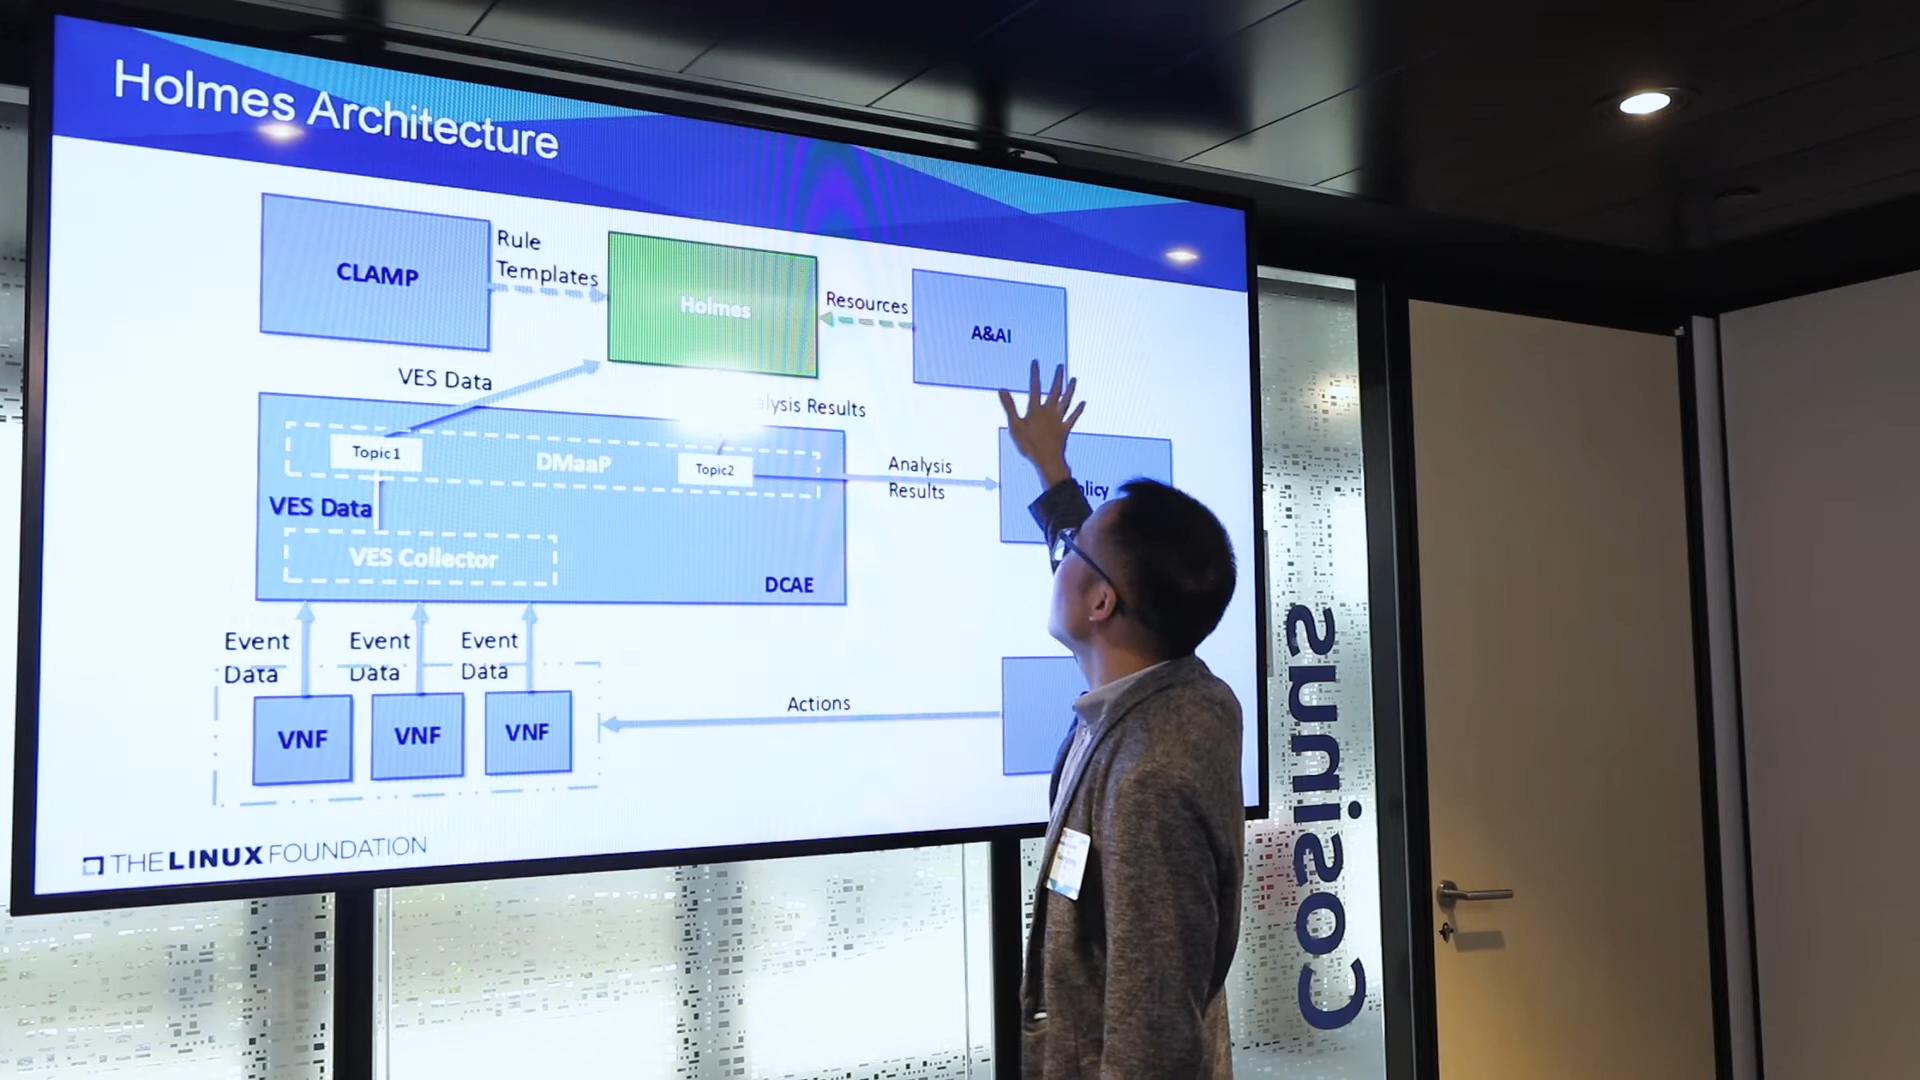 Holmes Architecture
CLAMP
Rule
Templates
Holmes
Resources
A&AI
VES Data
Results
Topic1
DMaaP
Topic2
Analysis
Results
VES Data
VES Collector
DCAE
Event
Data
Event
Data
Event
Data
VNF
VNF
VNF
Actions
THE LINUX FOUNDATION
Cosinus